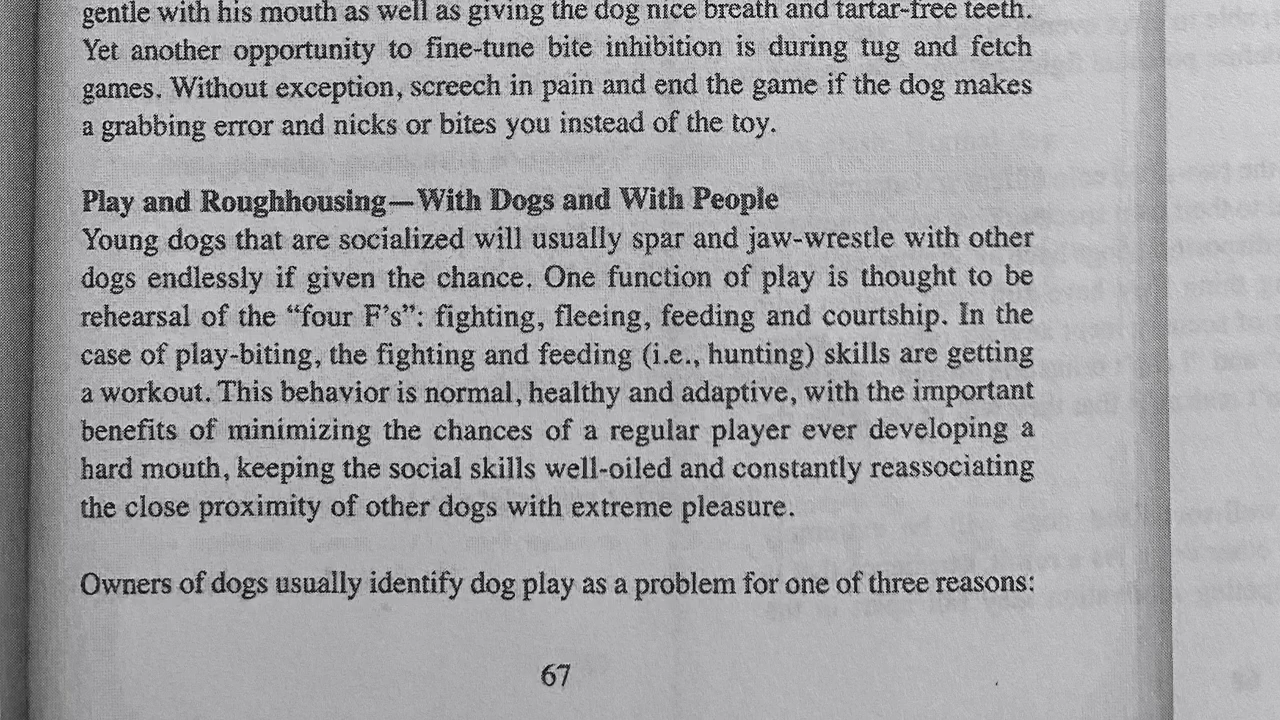 gentle with his mouth as well as giving the dog nice breath and tartar-free teeth.
Yet another opportunity to fine-tune bite inhibition is during tug and fetch
games. Without exception, screech in pain and end the game if the dog makes
a grabbing error and nicks or bites you instead of the toy.
Play and Roughhousing—With Dogs and With People
Young dogs that are socialized will usually spar and jaw-wrestle with other
dogs endlessly if given the chance. One function of play is thought to be
rehearsal of the “four F’s”: fighting, fleeing, feeding and courtship. In the
case of play-biting, the fighting and feeding (i.e., hunting) skills are getting
a workout. This behavior is normal, healthy and adaptive, with the important
benefits of minimizing the chances of a regular player ever developing a
hard mouth, keeping the social skills well-oiled and constantly reassociating
the close proximity of other dogs with extreme pleasure.
Owners of dogs usually identify dog play as a problem for one of three reasons:
67